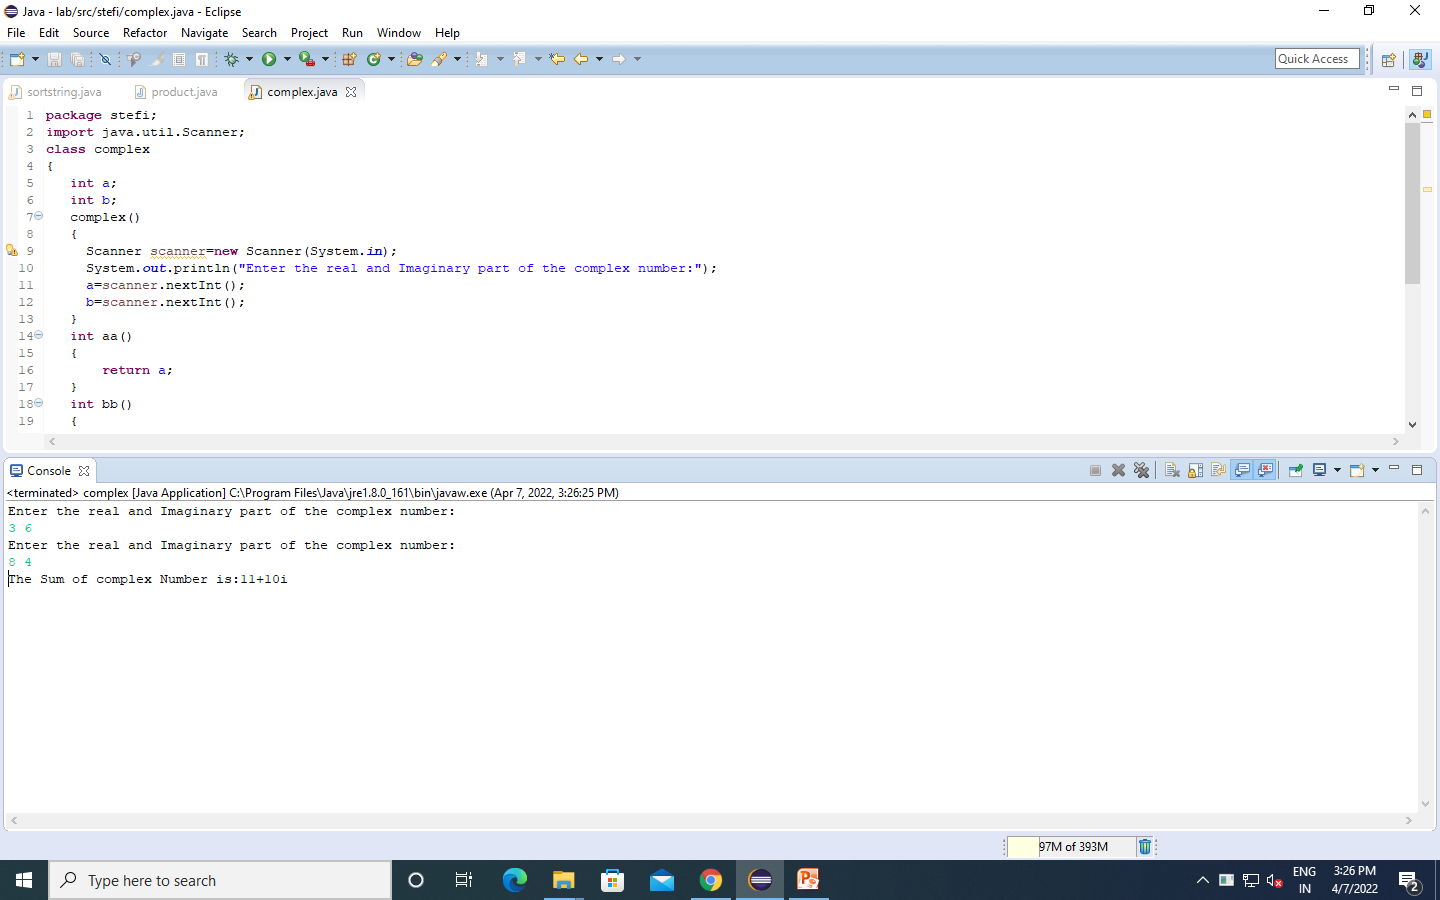 Java - lab/src/stefi/complex.java - Eclipse
File Edit Source Refactor Navigate Search Project Run Window Help
Quick Access
sortstring.java product.java complex.java
1 package stefi;
2 import java.util.Scanner;
3 class complex
4 {
5 int a;
6 int b;
7 complex()
8 {
9 Scanner scanner=new Scanner(System.in);
10 System.out.println("Enter the real and Imaginary part of the complex number:");
11 a=scanner.nextInt();
12 b=scanner.nextInt();
13 }
14 int aa()
15 {
16 return a;
17 }
18 int bb()
19 {
Console
<terminated> complex [Java Application] C:\Program Files\Java\jre1.8.0_161\bin\javaw.exe (Apr 7, 2022, 3:26:25 PM)
Enter the real and Imaginary part of the complex number:
3 6
Enter the real and Imaginary part of the complex number:
8 4
The Sum of complex Number is:11+10i
97M of 393M
Type here to search
ENG
IN
3:26 PM
4/7/2022
2